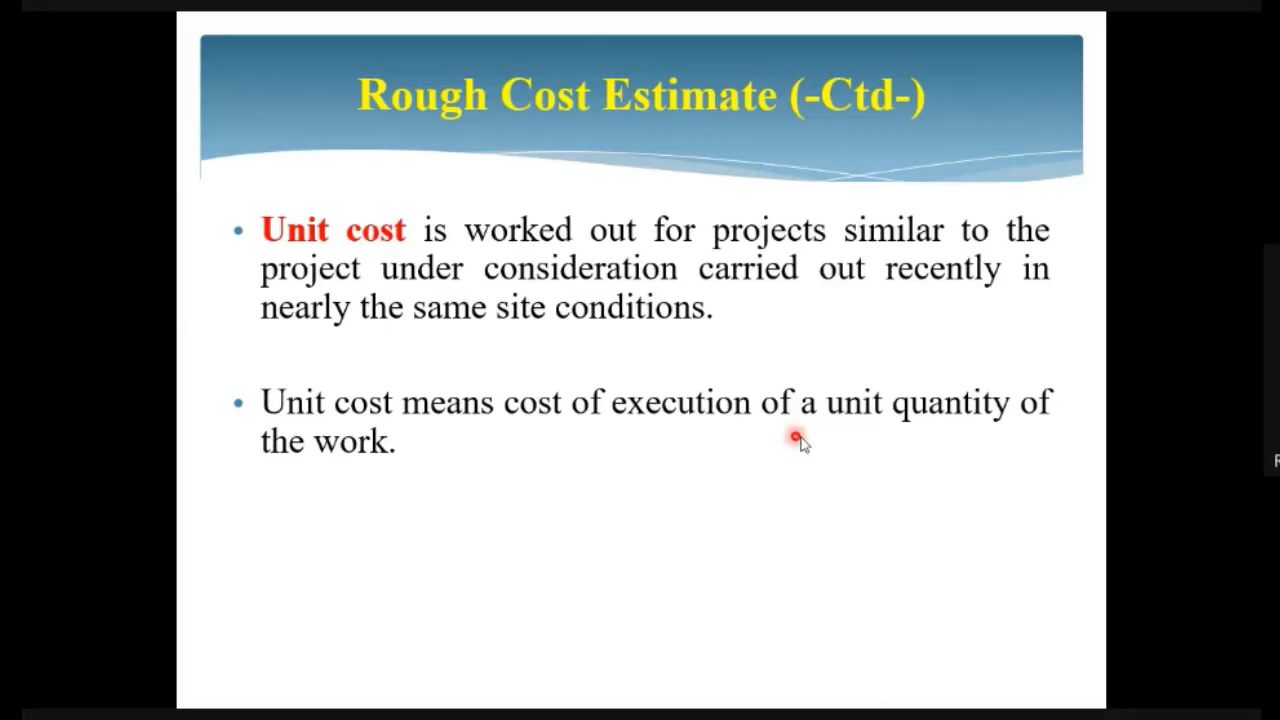 Rough Cost Estimate (-Ctd-)
• Unit cost is worked out for projects similar to the
project under consideration carried out recently in
nearly the same site conditions.
• Unit cost means cost of execution of a unit quantity of
the work.